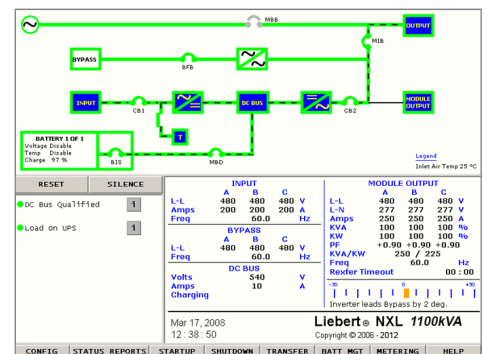 MBB
OUTPUT
MIB
BYPASS
BFB
INPUT
CB1
DC BUS
CB2
MODULE
OUTPUT
T
BATTERY 1 OF 1
Voltage Disable
Temp Disable
Charge 97 %
BIS
MBD
Legend
Inlet Air Temp 25 °C
RESET SILENCE
DC Bus Qualified i
Load on UPS i
INPUT
A B C
L-L 480 480 480 V
Amps 200 200 200 A
Freq 60.0 Hz
BYPASS
A B C
L-L 480 480 480 V
Freq 60.0 Hz
DC BUS
Volts 540 V
Amps 10 A
Charging
MODULE OUTPUT
A B C
L-L 480 480 480 V
L-N 277 277 277 V
Amps 250 250 250 A
KVA 100 100 100 %
KW 100 100 100 %
PF +0.90 +0.90 +0.90
KVA/KW 250 / 225
Freq 60.0 Hz
Rexfer Timeout 00 : 00
-30 0 +30
Inverter leads Bypass by 2 deg.
Mar 17, 2008
12 : 38 : 50
Liebert ® NXL 1100kVA
Copyright © 2006 - 2012
CONFIG STATUS REPORTS STARTUP SHUTDOWN TRANSFER BATT MGT METERING HELP